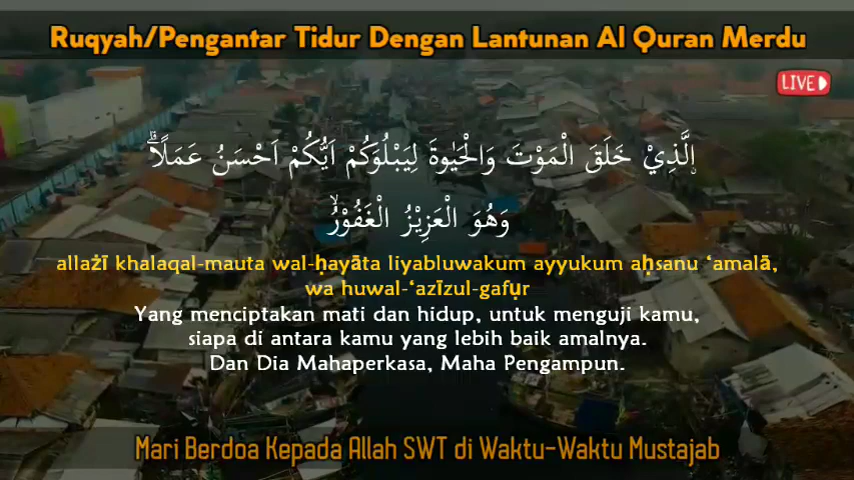 Ruqyah/Pengantar Tidur Dengan Lantunan Al Quran Merdu
LIVE
ۨالَّذِيْ خَلَقَ الْمَوْتَ وَالْحَيٰوةَ لِيَبْلُوَكُمْ اَيُّكُمْ اَحْسَنُ عَمَلًاۗ
وَهُوَ الْعَزِيْزُ الْغَفُوْرُۙ
allażī khalaqal-mauta wal-ḥayāta liyabluwakum ayyukum aḥsanu ‘amalā,
wa huwal-‘azīzul-gafụr
Yang menciptakan mati dan hidup, untuk menguji kamu,
siapa di antara kamu yang lebih baik amalnya.
Dan Dia Mahaperkasa, Maha Pengampun.
Mari Berdoa Kepada Allah SWT di Waktu-Waktu Mustajab